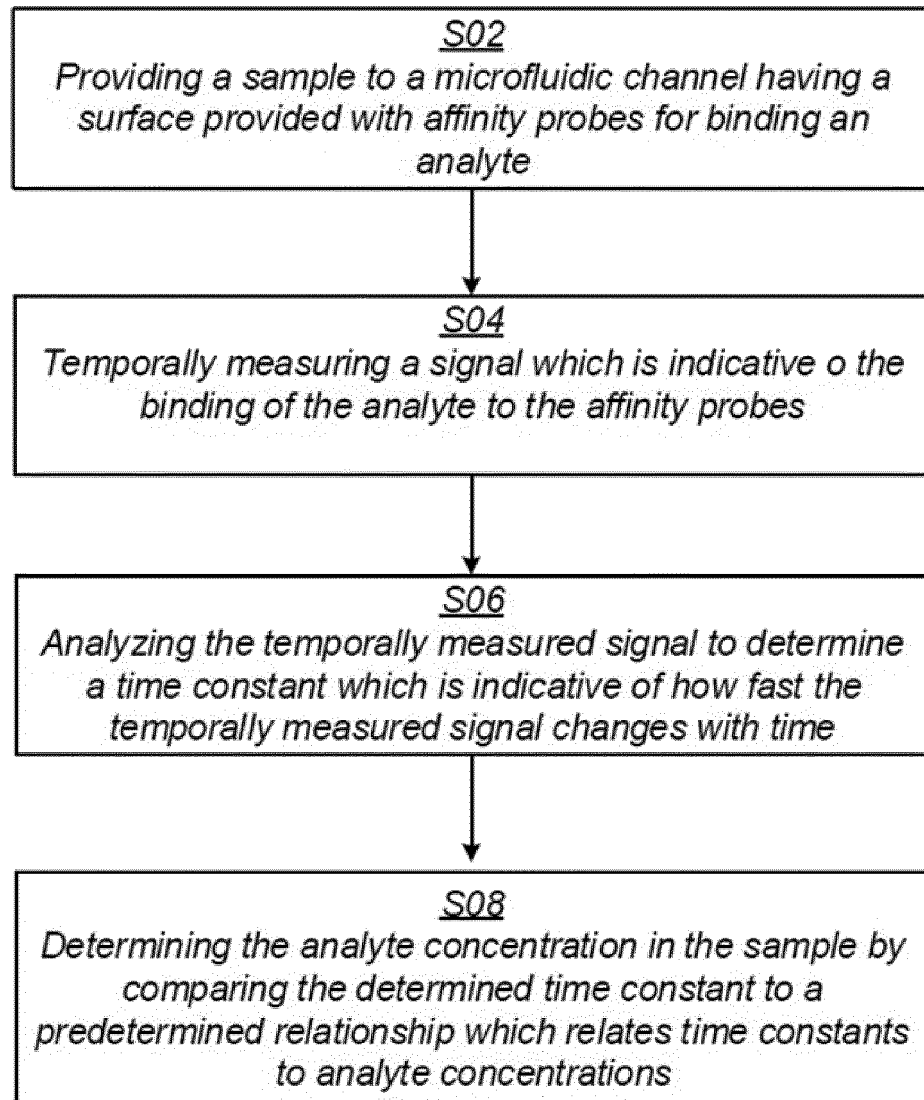 S02
Providing a sample to a microfluidic channel having a
surface provided with affinity probes for binding an
analyte
S04
Temporally measuring a signal which is indicative o the
binding of the analyte to the affinity probes
S06
Analyzing the temporally measured signal to determine
a time constant which is indicative of how fast the
temporally measured signal changes with time
S08
Determining the analyte concentration in the sample by
comparing the determined time constant to a
predetermined relationship which relates time constants
to analyte concentrations